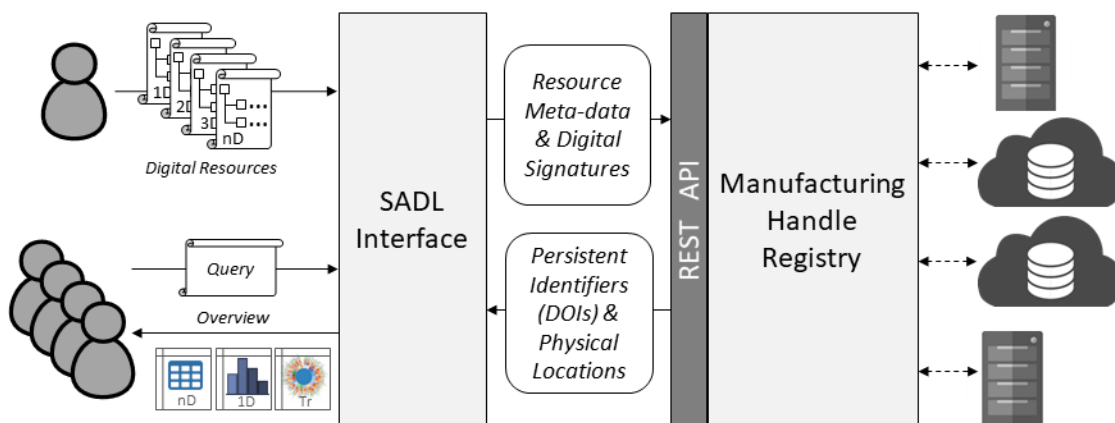 1D
2D
3D
nD
Digital Resources
SADL
Interface
Resource
Meta-data
& Digital
Signatures
REST API
Manufacturing
Handle
Registry
Query
Overview
nD
1D
Tr
Persistent
Identifiers
(DOIs) &
Physical
Locations